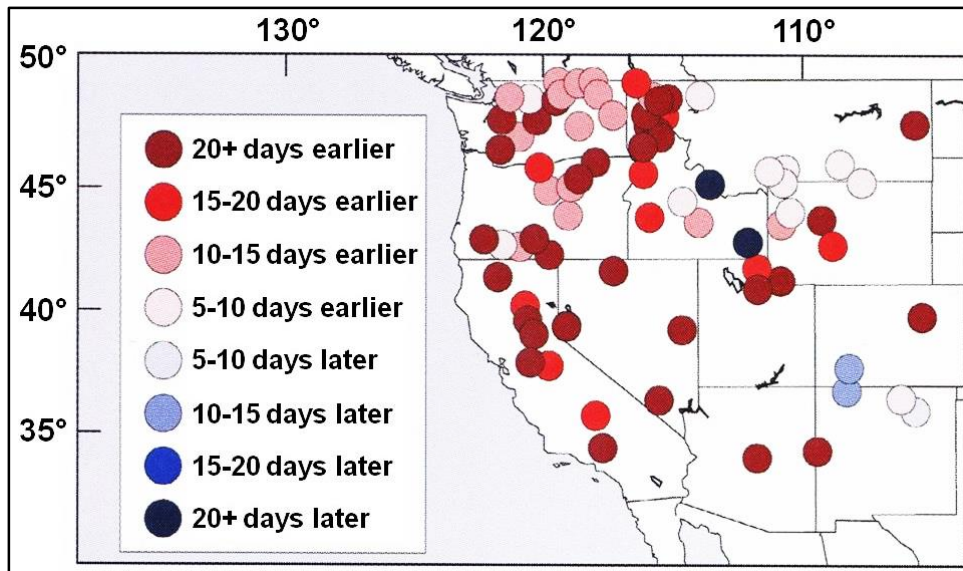 130° 120° 110°
50°
45°
40°
35°
20+ days earlier
15-20 days earlier
10-15 days earlier
5-10 days earlier
5-10 days later
10-15 days later
15-20 days later
20+ days later